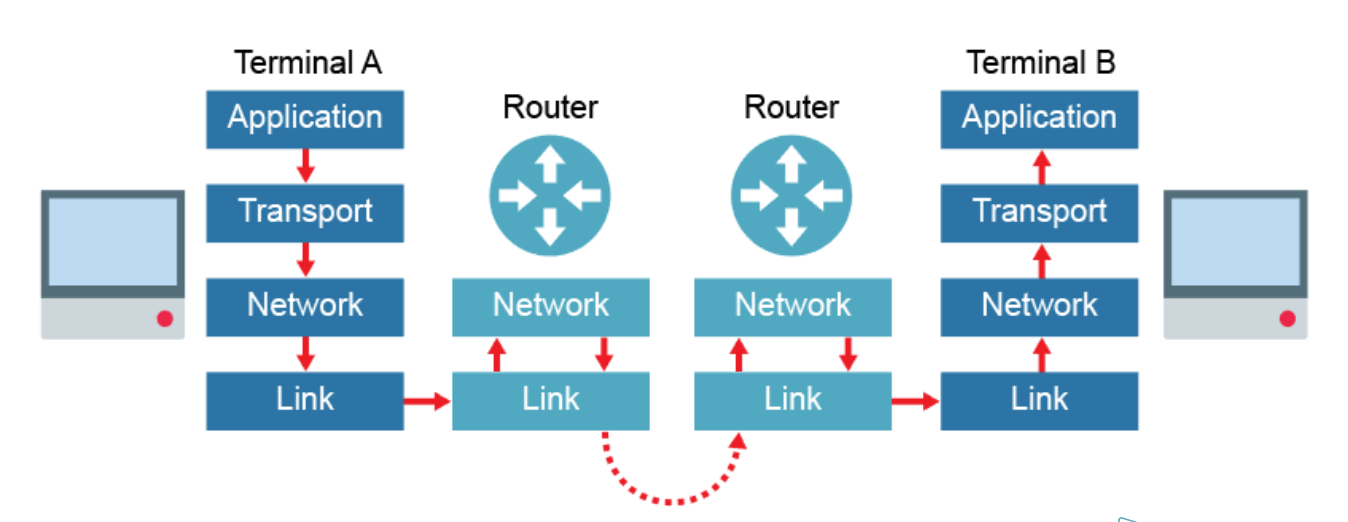 Terminal A
Application
Transport
Network
Link
Router
Network
Link
Router
Network
Link
Terminal B
Application
Transport
Network
Link